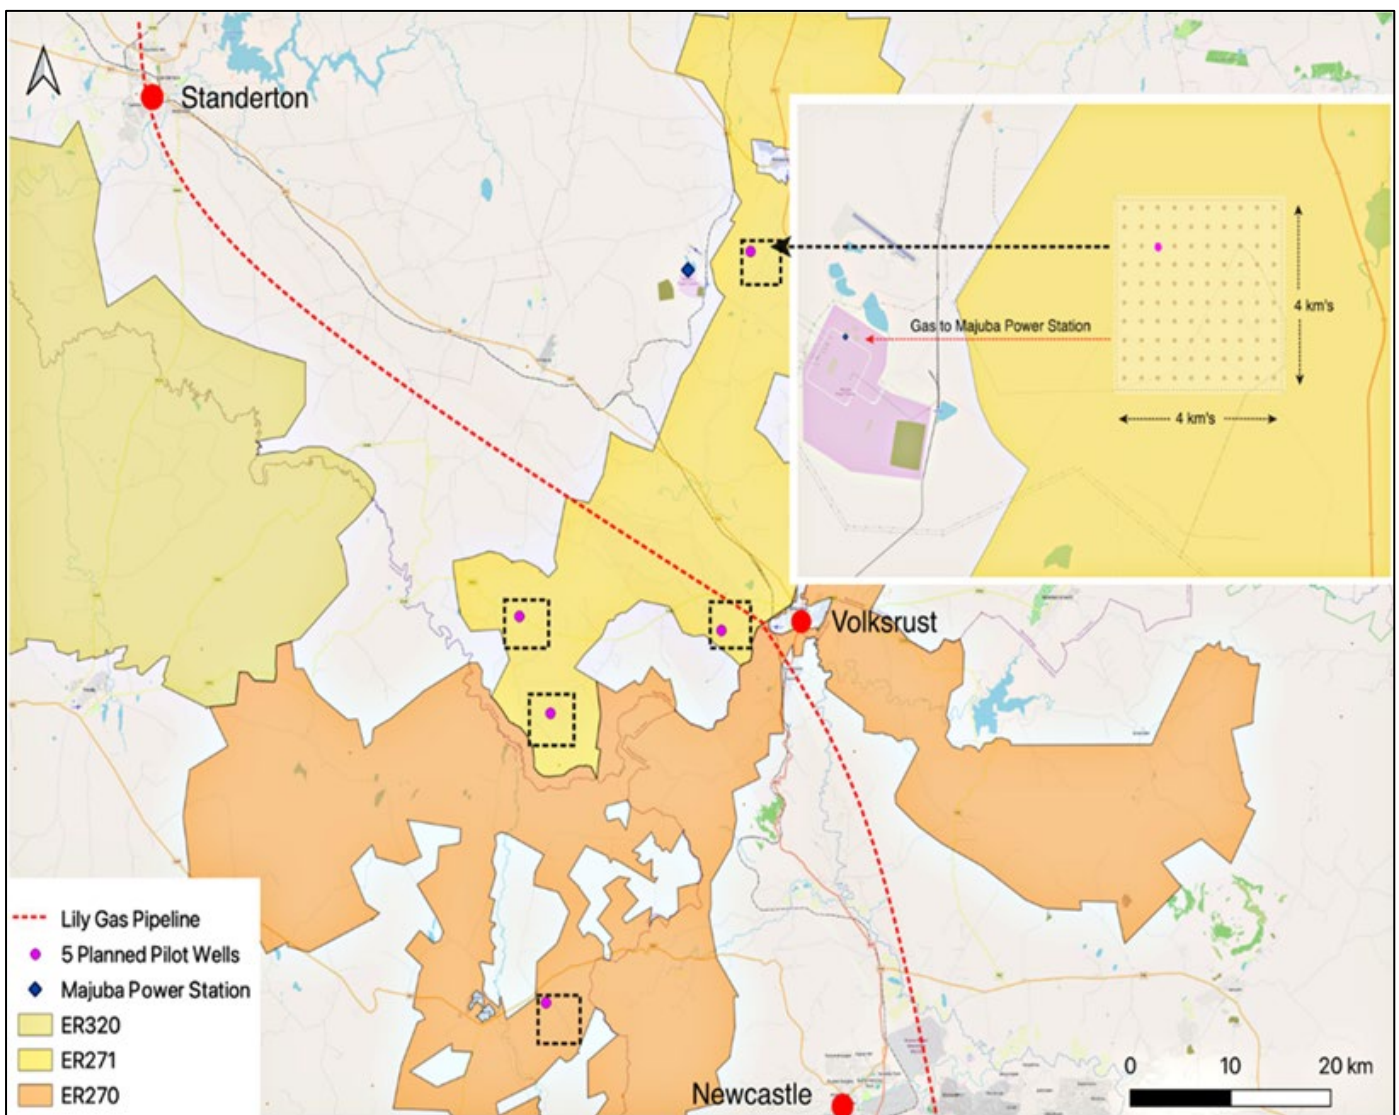 Standerton
Gas to Majuba Power Station
4 km's
4 km's
Volksrust
Lily Gas Pipeline
5 Planned Pilot Wells
Majuba Power Station
ER320
ER271
ER270
Newcastle
0 10 20 km